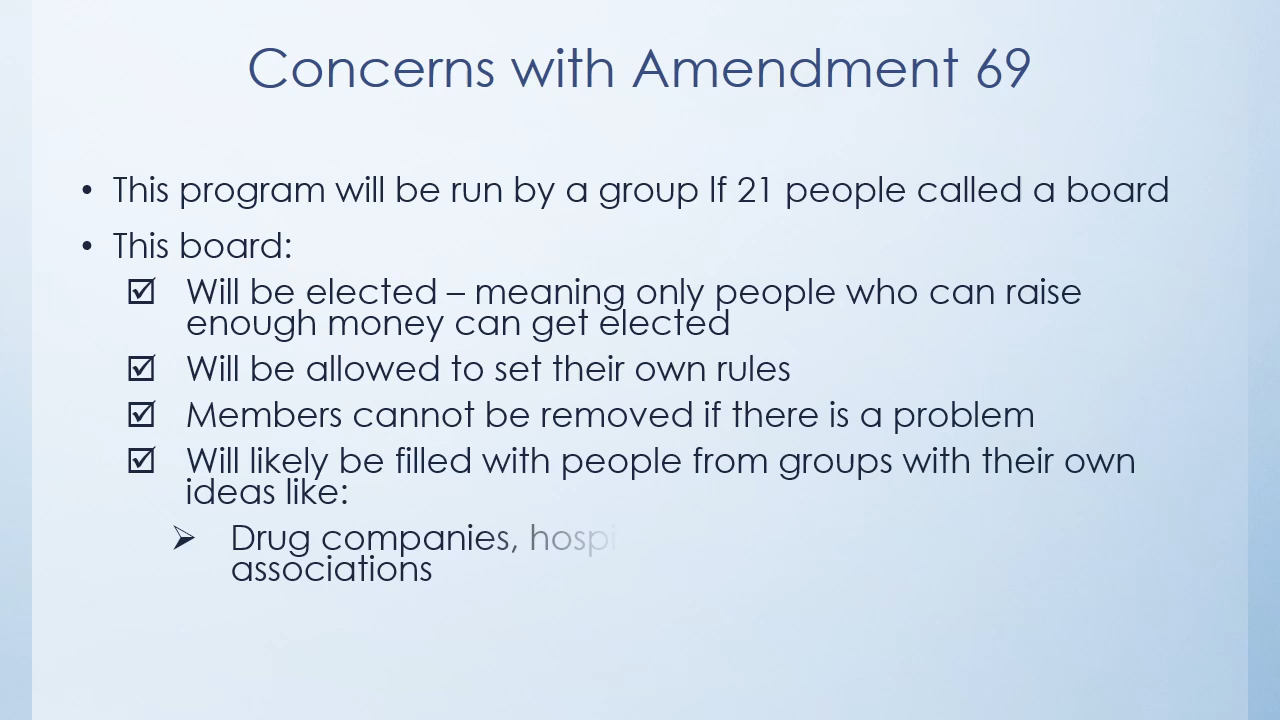 Concerns with Amendment 69
• This program will be run by a group If 21 people called a board
• This board:
☑ Will be elected – meaning only people who can raise
enough money can get elected
☑ Will be allowed to set their own rules
☑ Members cannot be removed if there is a problem
☑ Will likely be filled with people from groups with their own
ideas like:
➢ Drug companies, hospi
associations